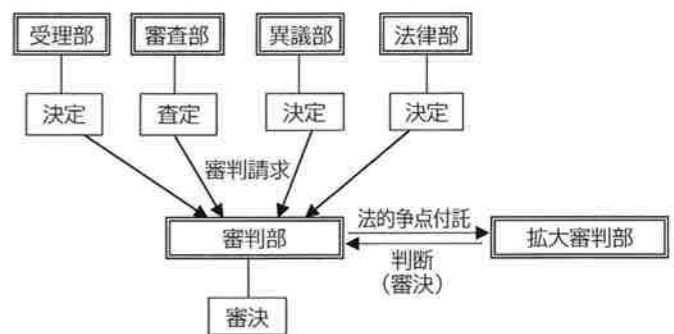 受理部 審査部 異議部 法律部
決定 査定 決定 決定
審判請求
法的争点付託
審判部 拡大審判部
判断
（審決）
審決